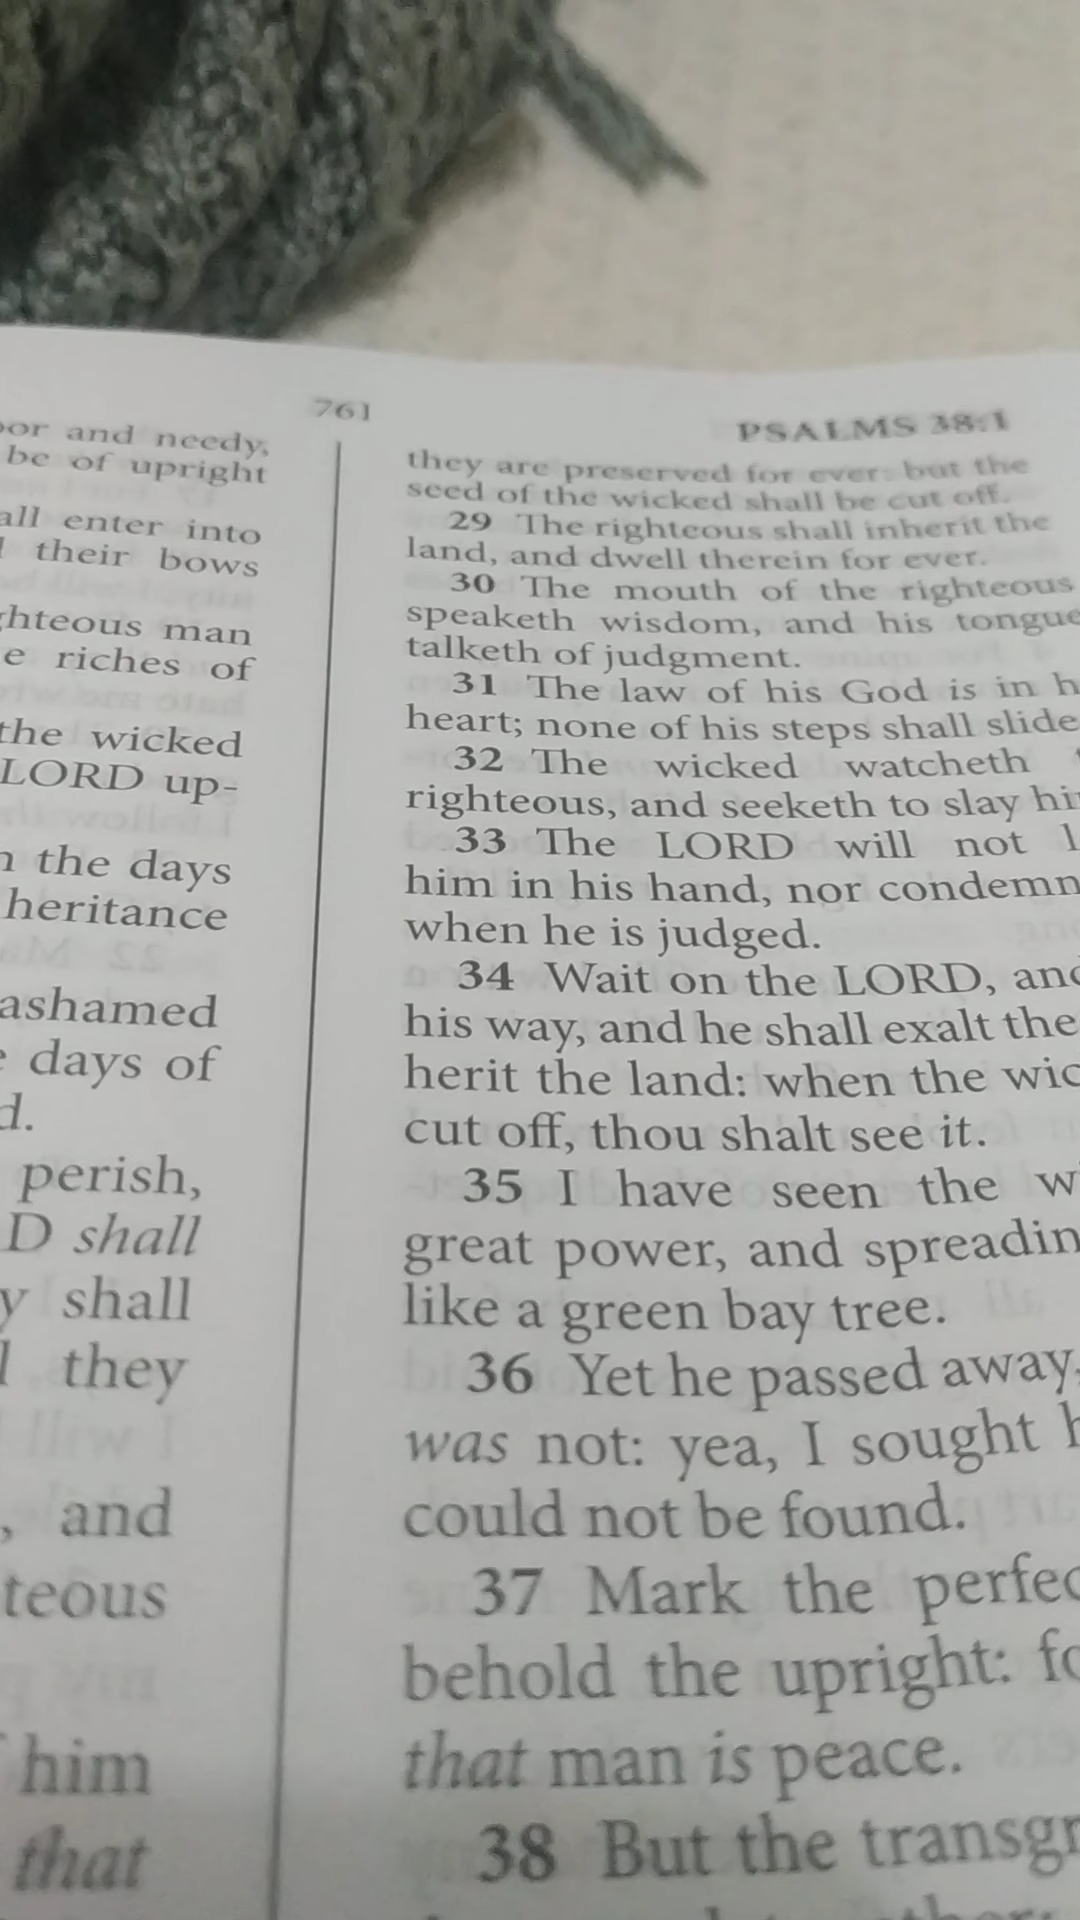 761
PSALMS 38:1
and needy,
be of upright
enter into
their bows
man
riches of
the wicked
LORD up-
the days
ashamed
days of
perish,
shall
shall
they
, and
him
that
they are preserved for ever: but the
seed of the wicked shall be cut off.
29 The righteous shall inherit the
land, and dwell therein for ever.
30 The mouth of the righteous
speaketh wisdom, and his tongue
talketh of judgment.
31 The law of his God is in
heart; none of his steps shall slide
32 The wicked watcheth
righteous, and seeketh to slay
33 The LORD will not
him in his hand, nor condemn
when he is judged.
34 Wait on the LORD, and
his way, and he shall exalt
herit the land: when the
cut off, thou shalt see it.
35 I have seen the
great power, and
like a green bay tree.
36 Yet he passed away,
was not: yea, I sought
could not be found.
37 Mark the
behold the upright:
that man is peace.
38 But the